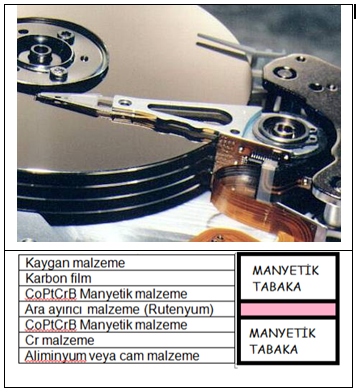 Kaygan malzeme
Karbon film
CoPtCrB Manyetik malzeme
Ara ayırıcı malzeme (Rutenyum)
CoPtCrB Manyetik malzeme
Cr malzeme
Aliminyum veya cam malzeme
MANYETİK
TABAKA
MANYETİK
TABAKA